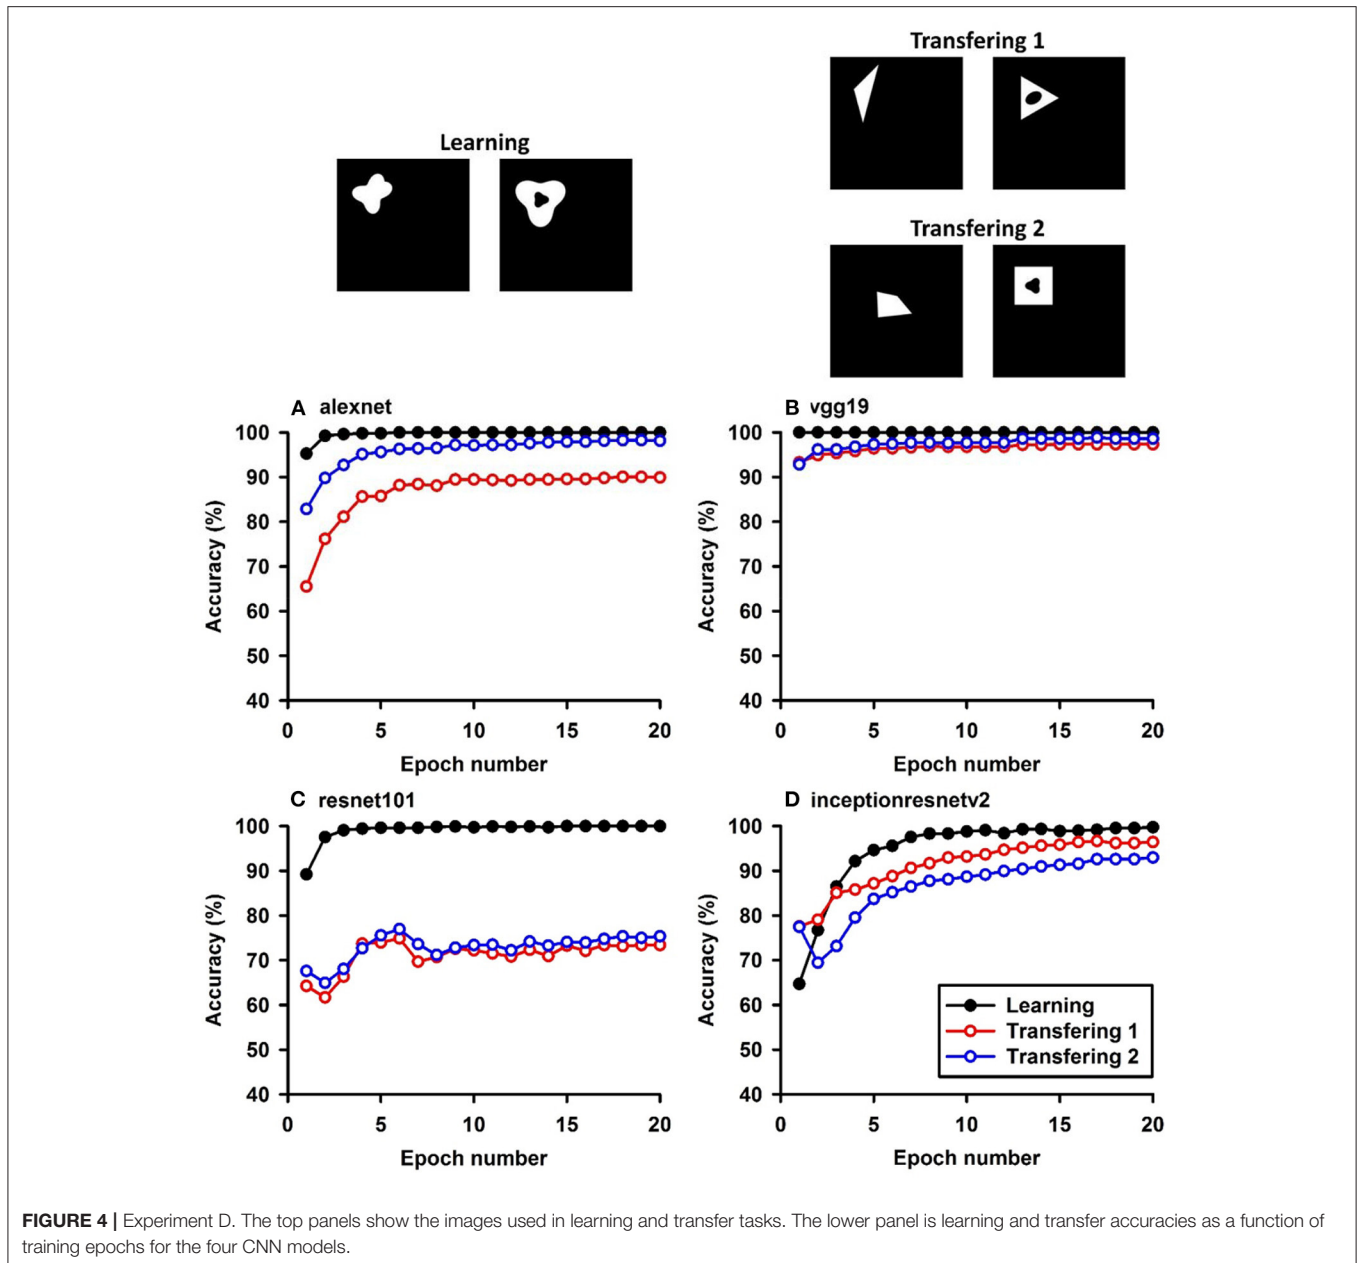 Learning
Transfering 1
Transfering 2
A alexnet
100
90
80
70
60
50
40
Accuracy (%)
0 5 10 15 20
Epoch number
B vgg19
100
90
80
70
60
50
40
Accuracy (%)
0 5 10 15 20
Epoch number
C resnet101
100
90
80
70
60
50
40
Accuracy (%)
0 5 10 15 20
Epoch number
D inceptionresnetv2
100
90
80
70
60
50
40
Accuracy (%)
0 5 10 15 20
Epoch number
Learning
Transfering 1
Transfering 2
FIGURE 4 | Experiment D. The top panels show the images used in learning and transfer tasks. The lower panel is learning and transfer accuracies as a function of
training epochs for the four CNN models.